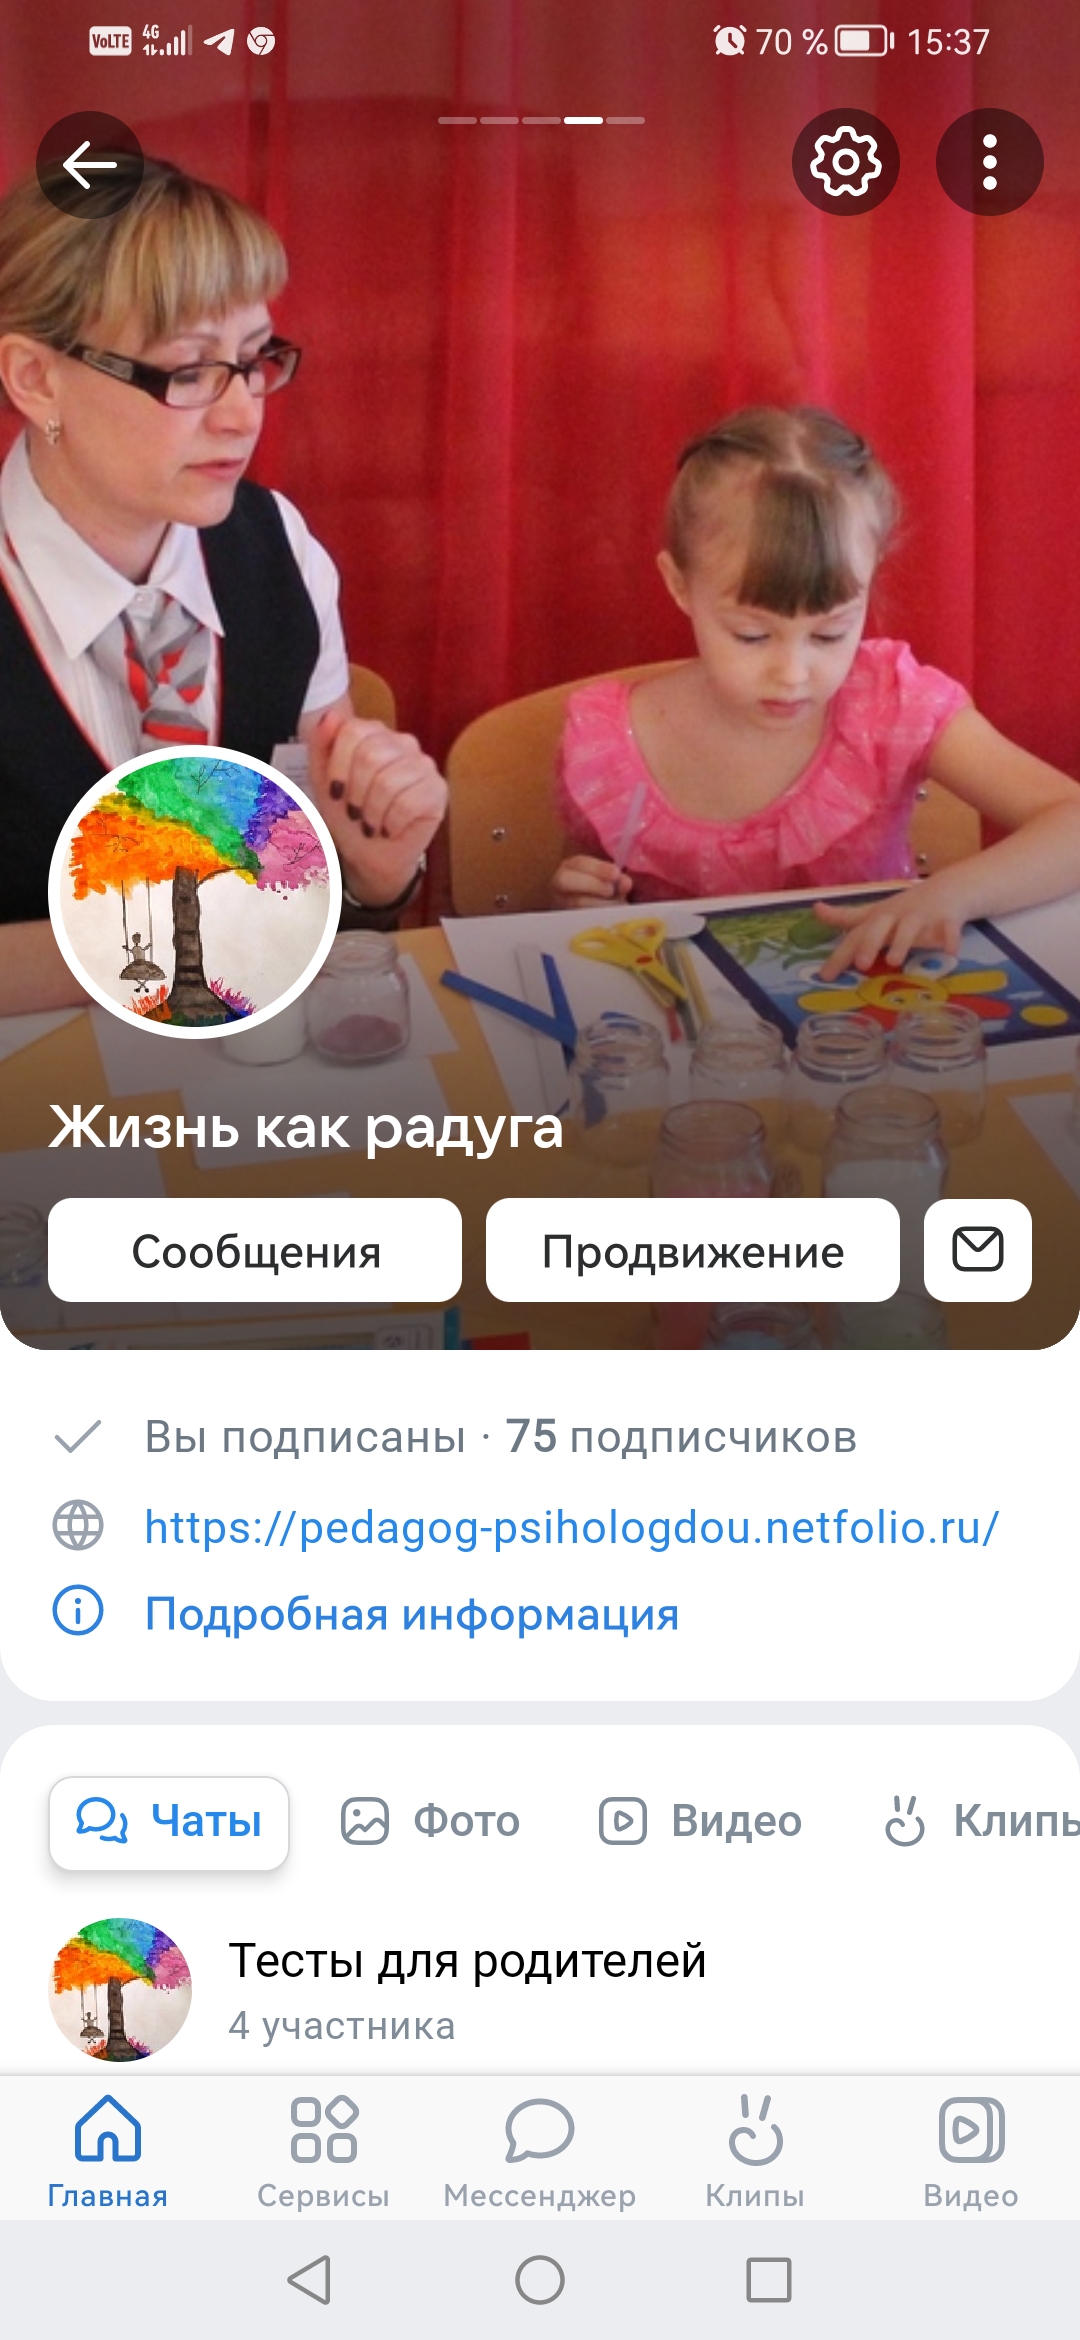 VoLTE 4G 70 % 15:37
Жизнь как радуга
Сообщения Продвижение
Вы подписаны · 75 подписчиков
https://pedagog-psihologdou.netfolio.ru/
Подробная информация
Чаты Фото Видео Клипы
Тесты для родителей
4 участника
Главная Сервисы Мессенджер Клипы Видео